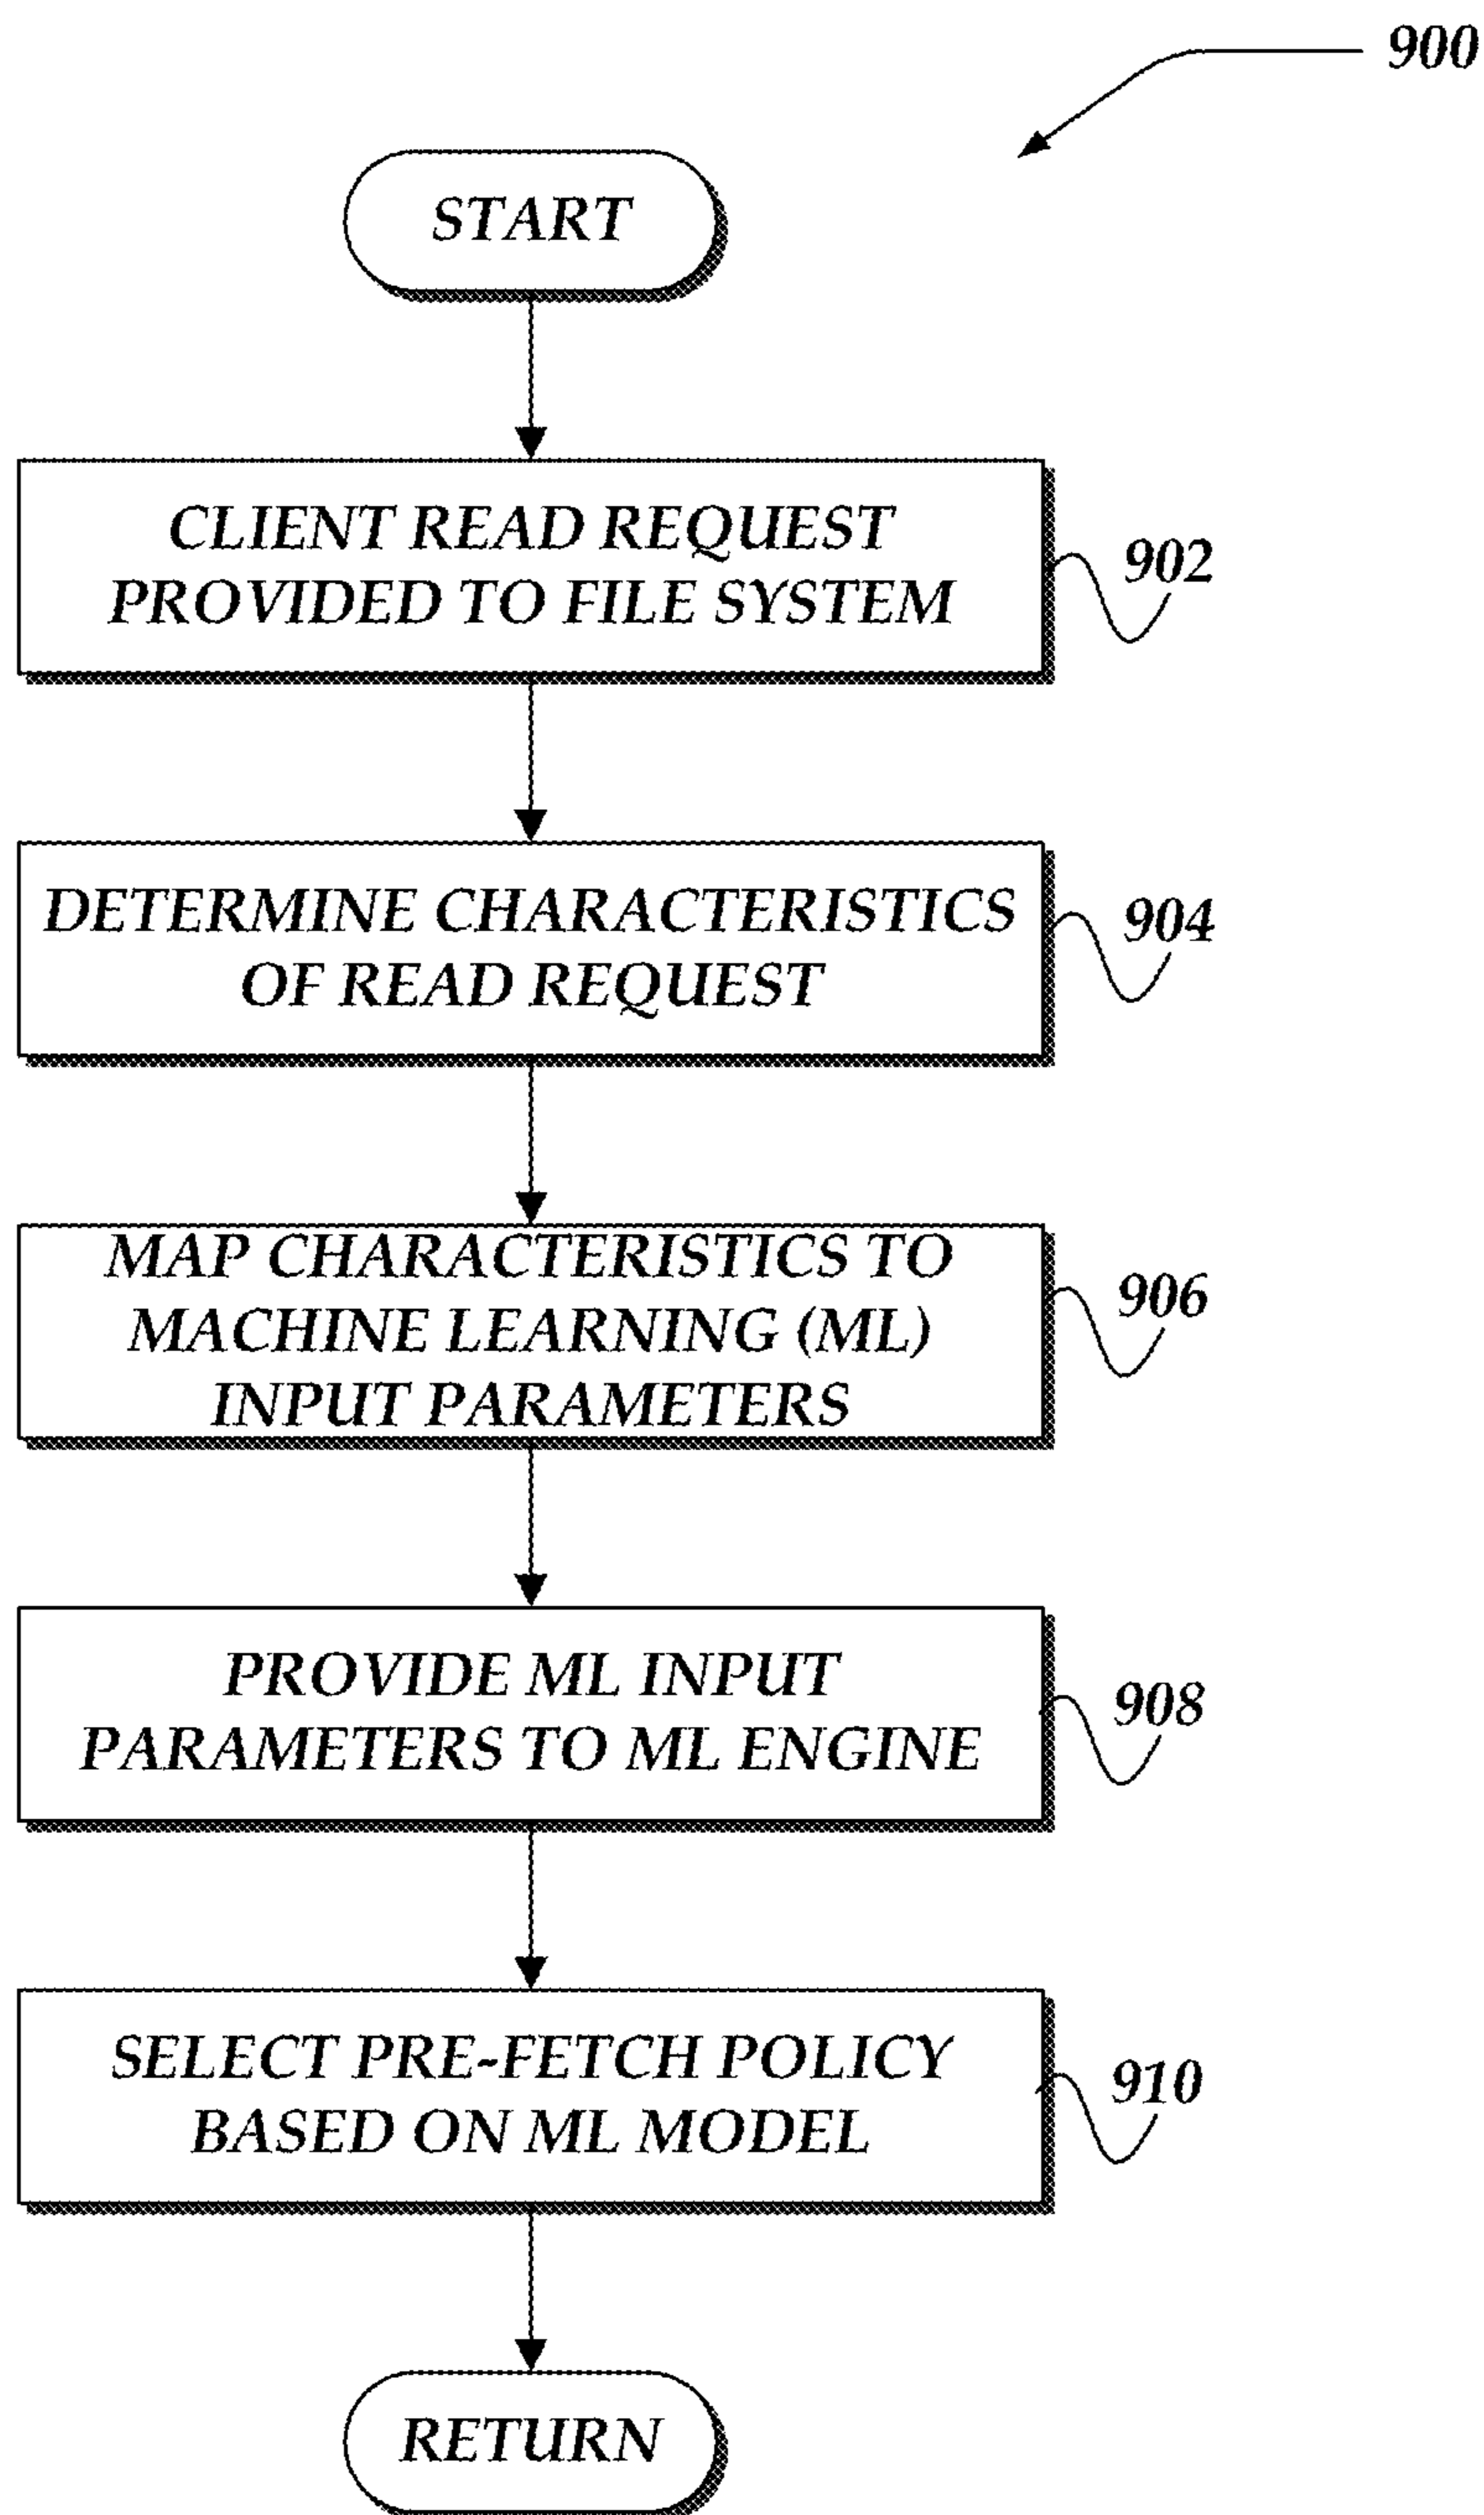 900
START
CLIENT READ REQUEST
PROVIDED TO FILE SYSTEM
902
DETERMINE CHARACTERISTICS
OF READ REQUEST
904
MAP CHARACTERISTICS TO
MACHINE LEARNING (ML)
INPUT PARAMETERS
906
PROVIDE ML INPUT
PARAMETERS TO ML ENGINE
908
SELECT PRE-FETCH POLICY
BASED ON ML MODEL
910
RETURN